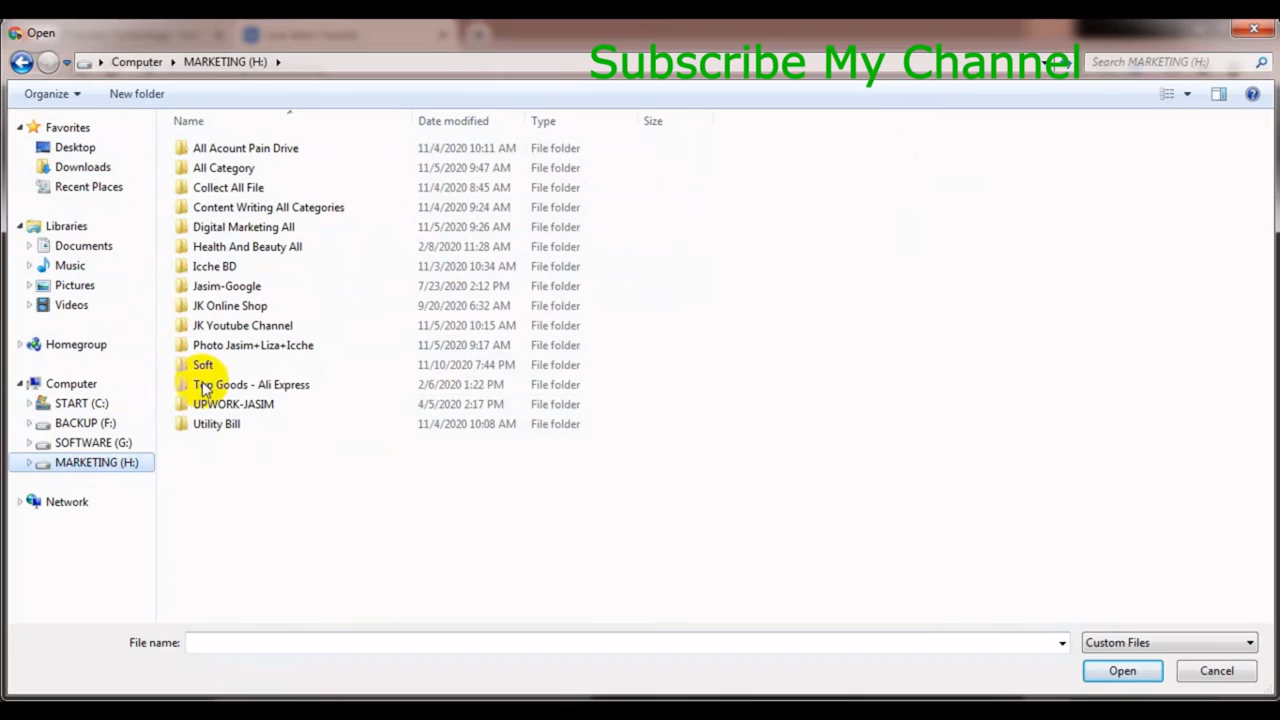 Open
Computer MARKETING (H:)
Subscribe My Channel
Search MARKETING (H:)
Organize New folder
Name Date modified Type Size
Favorites
Desktop
Downloads
Recent Places
Libraries
Documents
Music
Pictures
Videos
Homegroup
Computer
START (C:)
BACKUP (F:)
SOFTWARE (G:)
MARKETING (H:)
Network
All Acount Pain Drive 11/4/2020 10:11 AM File folder
All Category 11/5/2020 9:47 AM File folder
Collect All File 11/4/2020 8:45 AM File folder
Content Writing All Categories 11/4/2020 9:24 AM File folder
Digital Marketing All 11/5/2020 9:26 AM File folder
Health And Beauty All 2/8/2020 11:28 AM File folder
Icche BD 11/3/2020 10:34 AM File folder
Jasim-Google 7/23/2020 2:12 PM File folder
JK Online Shop 9/20/2020 6:32 AM File folder
JK Youtube Channel 11/5/2020 10:15 AM File folder
Photo Jasim+Liza+Icche 11/5/2020 9:17 AM File folder
Soft 11/10/2020 7:44 PM File folder
Top Goods - Ali Express 2/6/2020 1:22 PM File folder
UPWORK-JASIM 4/5/2020 2:17 PM File folder
Utility Bill 11/4/2020 10:08 AM File folder
File name: Custom Files
Open Cancel